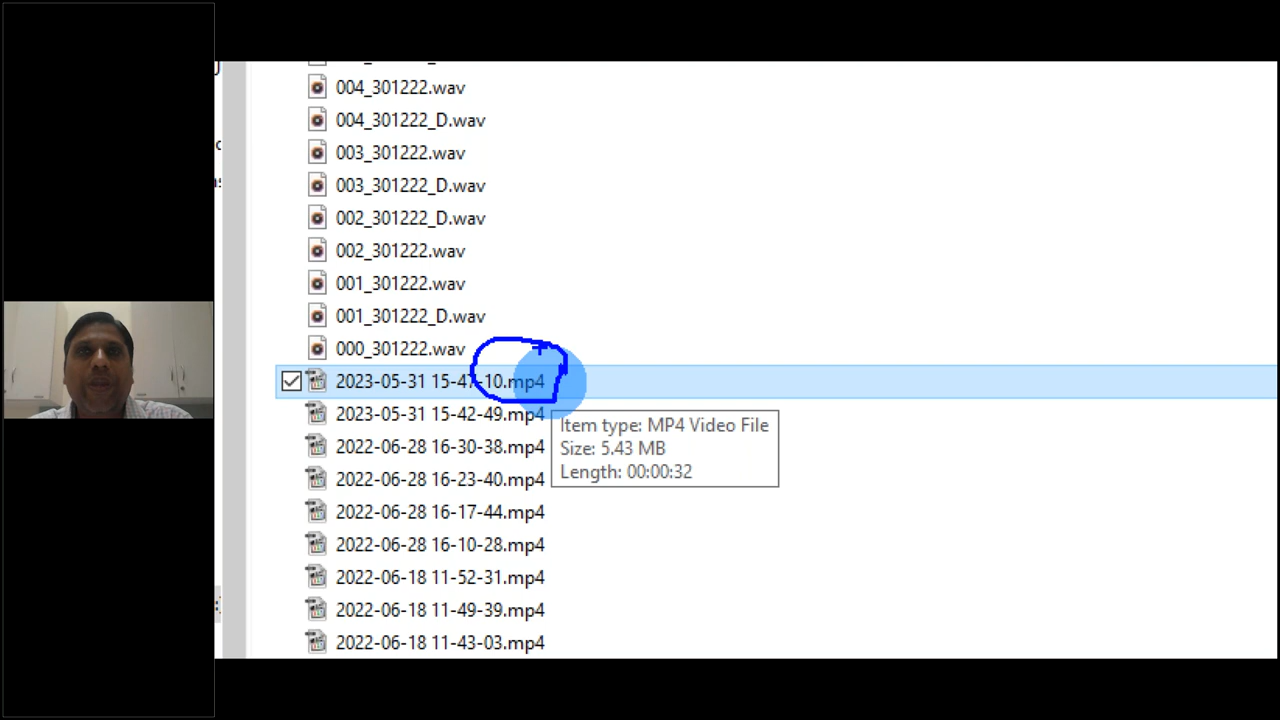 004_301222.wav
004_301222_D.wav
003_301222.wav
003_301222_D.wav
002_301222_D.wav
002_301222.wav
001_301222.wav
001_301222_D.wav
000_301222.wav
2023-05-31 15-47-10.mp4
2023-05-31 15-42-49.mp4
Item type: MP4 Video File
Size: 5.43 MB
Length: 00:00:32
2022-06-28 16-30-38.mp4
2022-06-28 16-23-40.mp4
2022-06-28 16-17-44.mp4
2022-06-28 16-10-28.mp4
2022-06-18 11-52-31.mp4
2022-06-18 11-49-39.mp4
2022-06-18 11-43-03.mp4